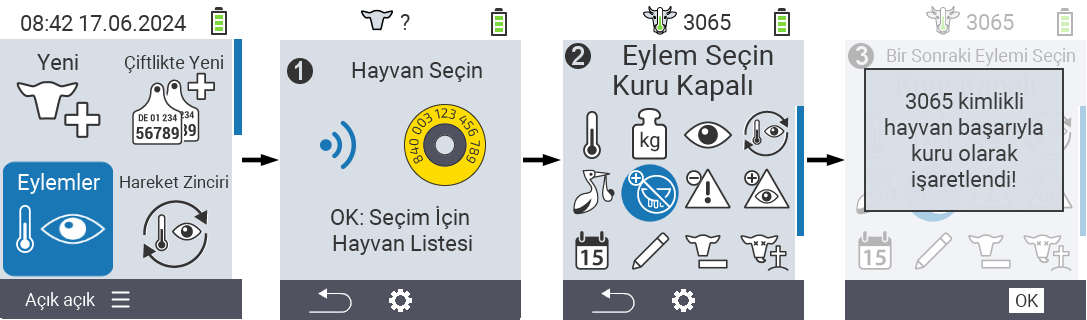 08:42 17.06.2024
Yeni
Çiftlikte Yeni
DE 01 234
56789
234
39
Eylemler
Hareket Zinciri
Açık açık
?
1
Hayvan Seçin
840 003 123 456 789
OK: Seçim İçin
Hayvan Listesi
3065
2
Eylem Seçin
Kuru Kapalı
kg
15
3065
3
Bir Sonraki Eylemi Seçin
3065 kimlikli
hayvan başarıyla
kuru olarak
işaretlendi!
15
OK